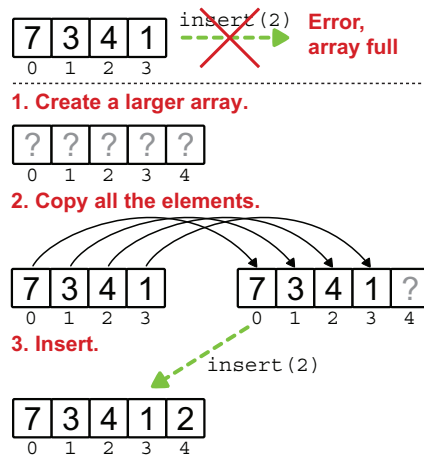 insert(2)
Error,
array full
7 3 4 1
0 1 2 3
1. Create a larger array.
? ? ? ? ?
0 1 2 3 4
2. Copy all the elements.
7 3 4 1 7 3 4 1 ?
0 1 2 3 0 1 2 3 4
3. Insert.
insert(2)
7 3 4 1 2
0 1 2 3 4